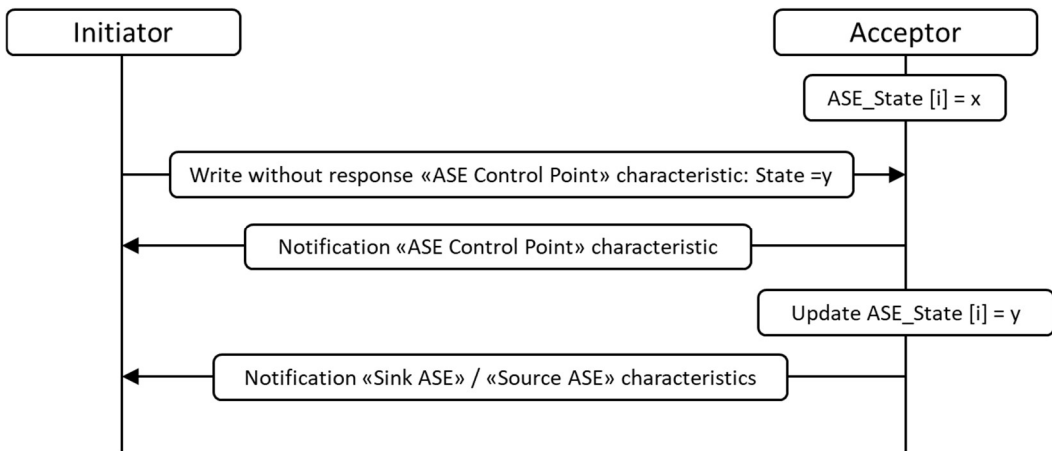 Initiator
Acceptor
ASE_State [i] = x
Write without response «ASE Control Point» characteristic: State =y
Notification «ASE Control Point» characteristic
Update ASE_State [i] = y
Notification «Sink ASE» / «Source ASE» characteristics